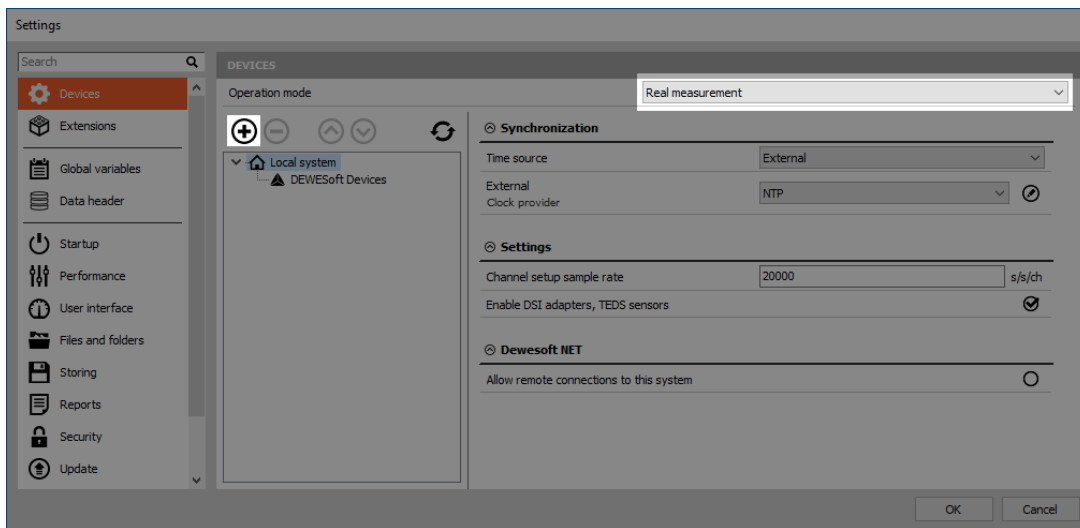 Settings
Search
Devices
Extensions
Global variables
Data header
Startup
Performance
User interface
Files and folders
Storing
Reports
Security
Update
DEVICES
Operation mode
Real measurement
Local system
DEWESoft Devices
Synchronization
Time source
External
External
Clock provider
NTP
Settings
Channel setup sample rate
20000
s/s/ch
Enable DSI adapters, TEDS sensors
Dewesoft NET
Allow remote connections to this system
OK
Cancel